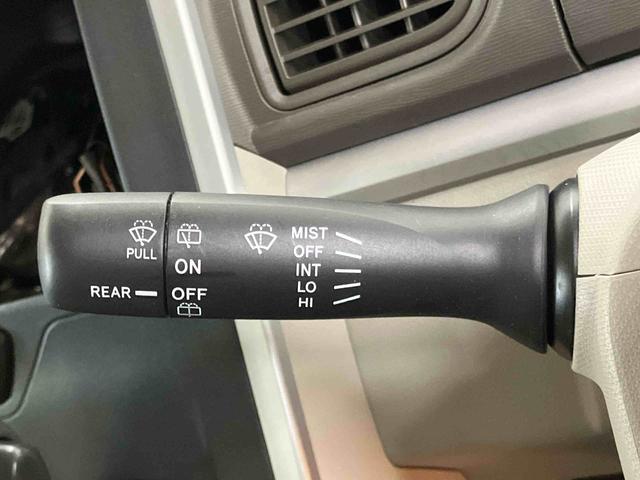 PULL
REAR
ON
OFF
MIST
OFF
INT
LO
HI